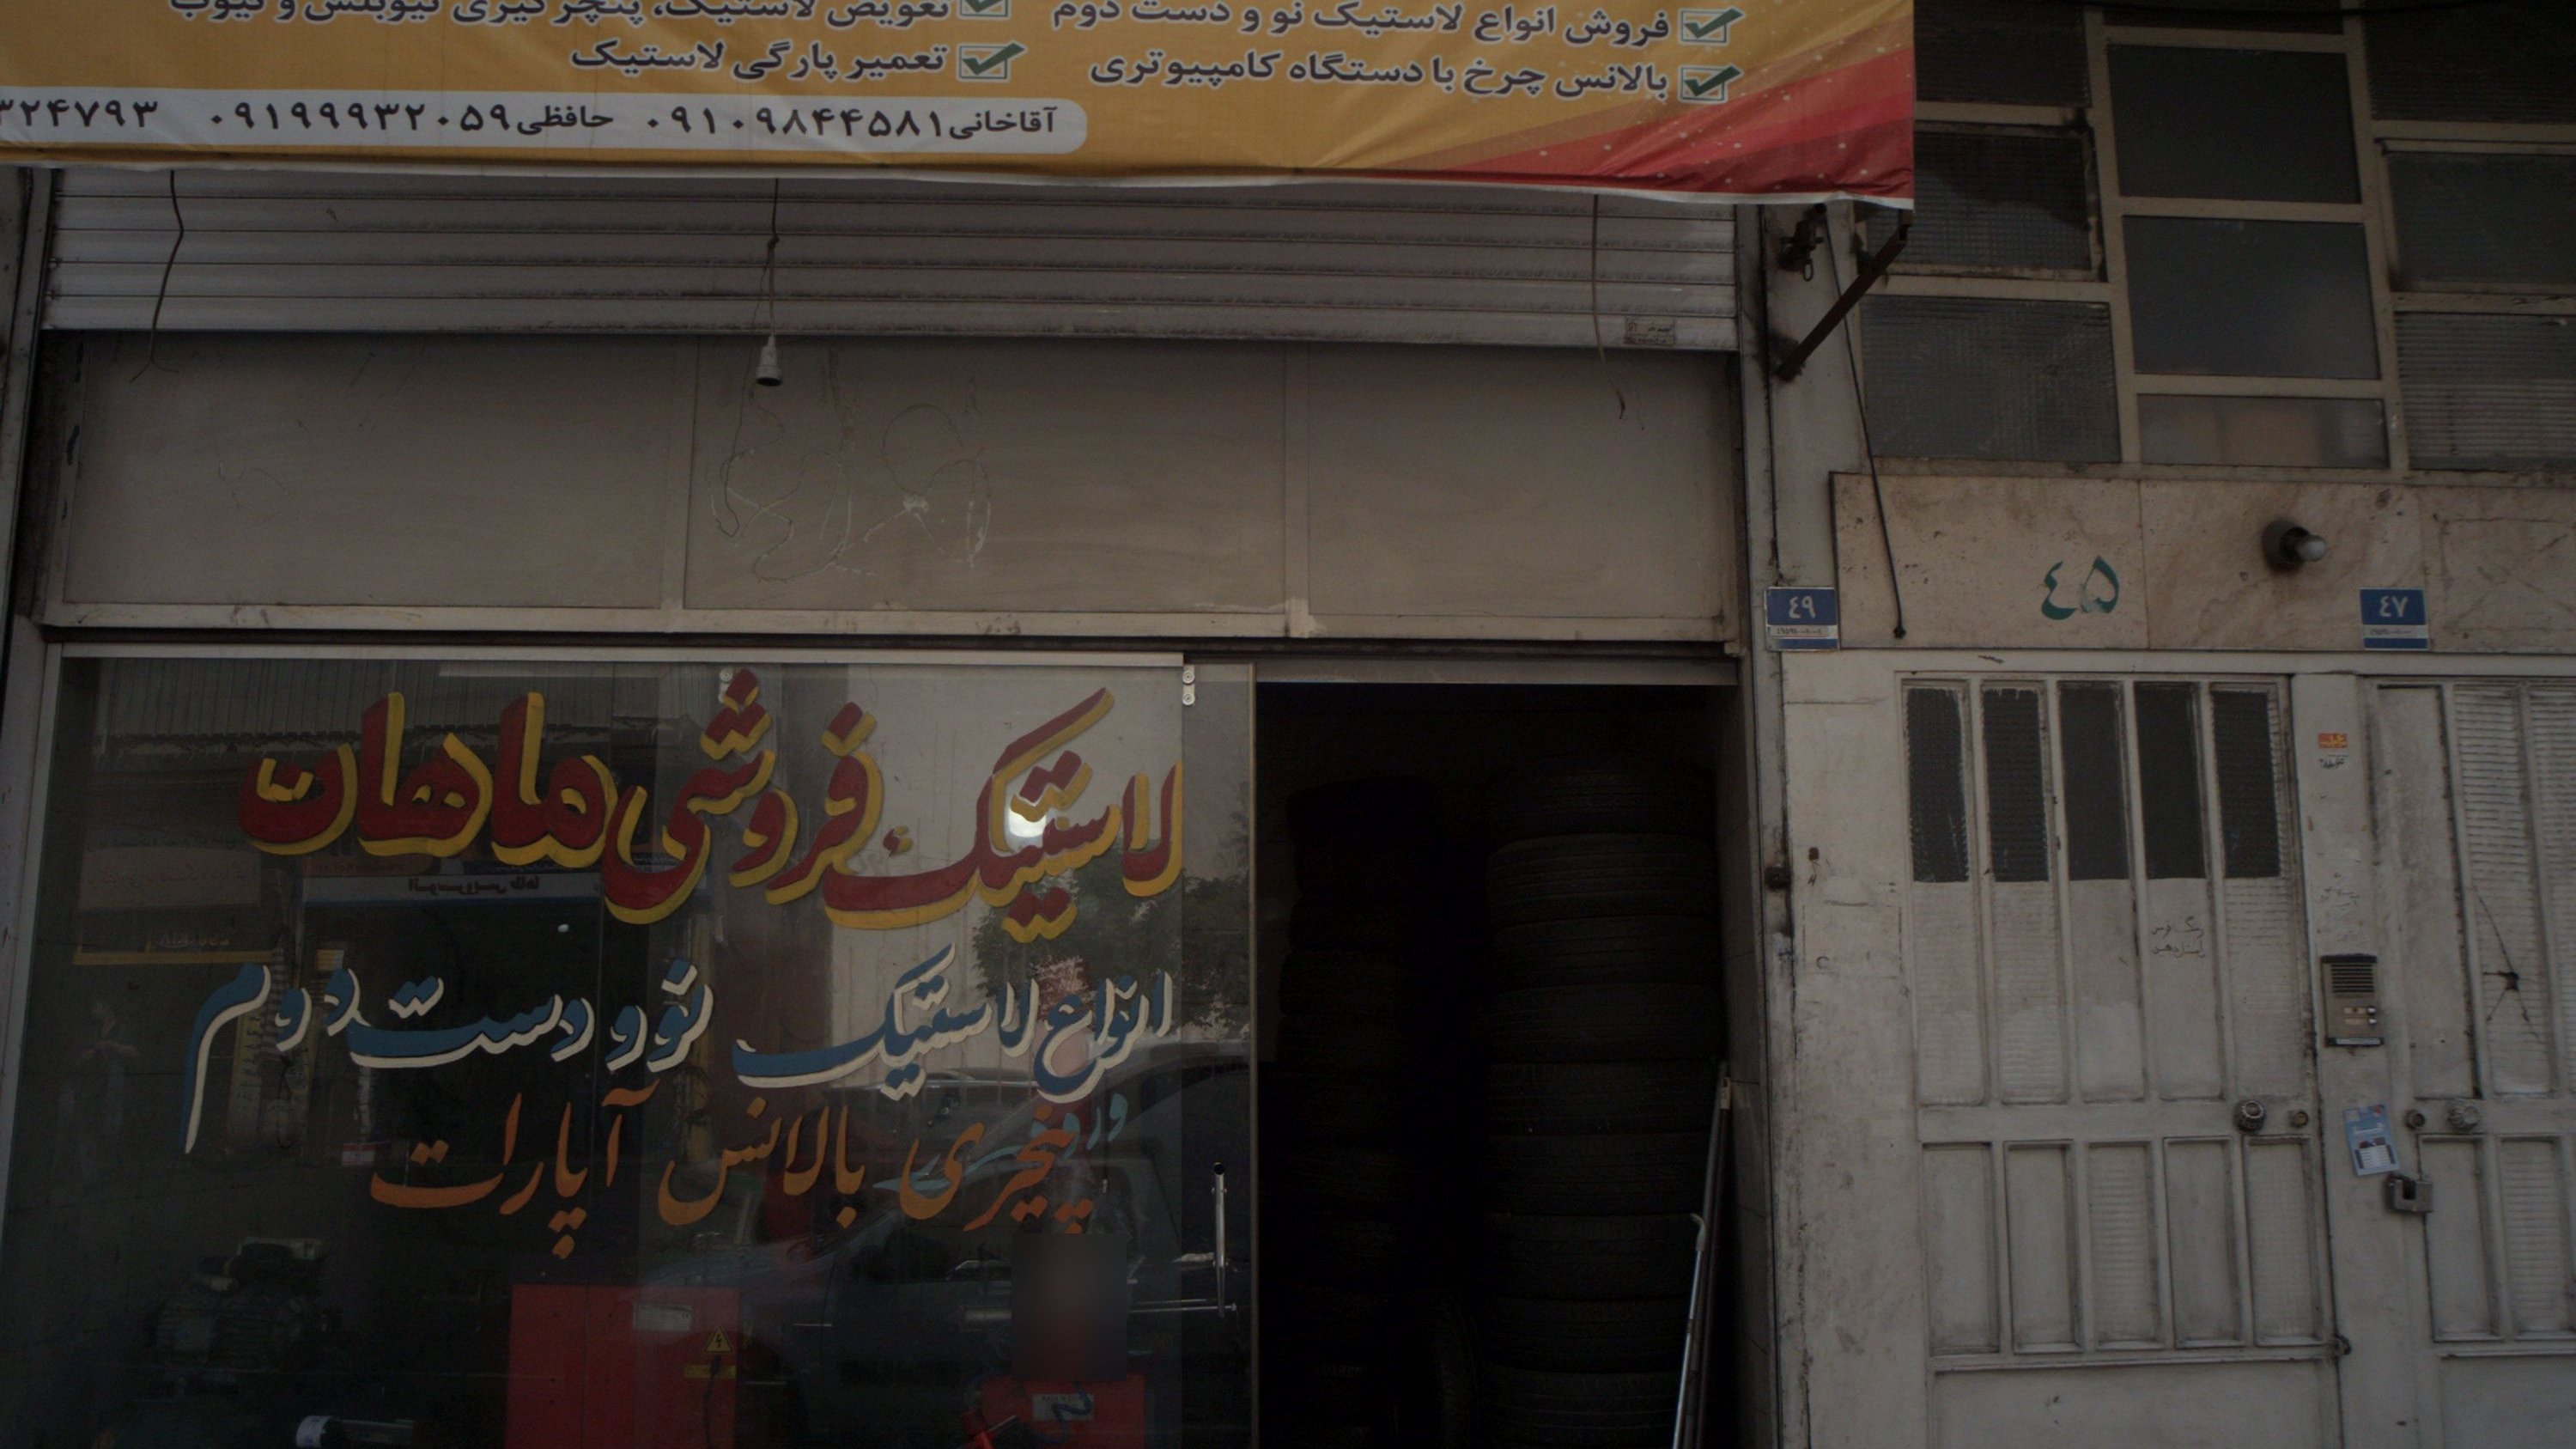 فروش انواع لاستیک نو و دست دوم
تعویض لاستیک، پنچر گیری تیوبلس و تیوب
بالانس چرخ با دستگاه کامپیوتری
تعمیر پارگی لاستیک
آقاخانی ۰۹۱۰۹۸۴۴۵۸۱ حافظی ۰۹۱۹۹۹۳۲۰۵۹
۳۲۴۷۹۳
۴۹
۴۵
۴۷
لاستیک فروشی ماهان
انواع لاستیک نو و دست دوم
پنچری بالانس آپارات